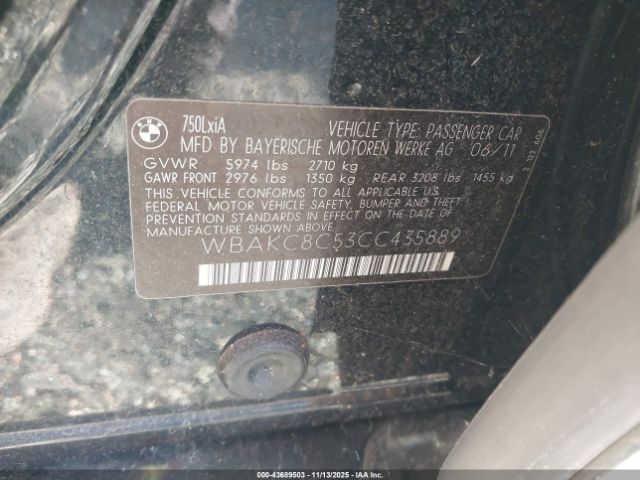 BMW
750LxiA
VEHICLE TYPE: PASSENGER CAR
MFD BY BAYERISCHE MOTOREN WERKE AG 06/11
GVWR 5974 lbs 2710 kg
GAWR FRONT 2976 lbs 1350 kg REAR 3208 lbs 1455 kg
THIS VEHICLE CONFORMS TO ALL APPLICABLE U.S.
FEDERAL MOTOR VEHICLE SAFETY, BUMPER AND THEFT
PREVENTION STANDARDS IN EFFECT ON THE DATE OF
MANUFACTURE SHOWN ABOVE.
WBAKC8C53CC435889
000-43689503 - 11/13/2025 - IAAI.COM